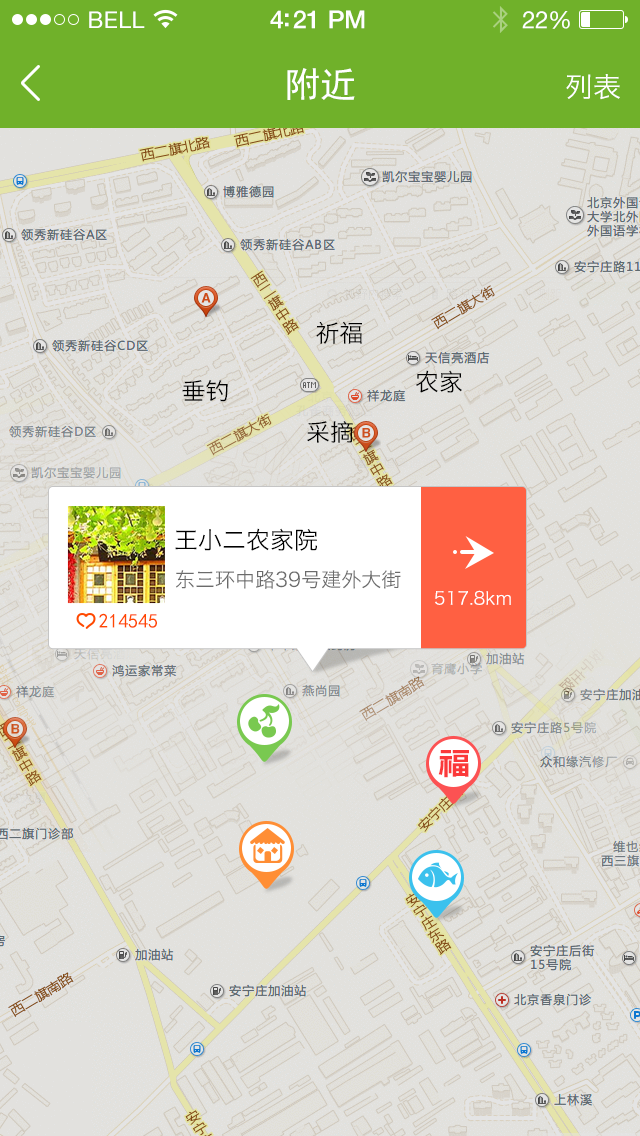 BELL 4:21 PM 22%
附近
列表
西二旗北路
西二旗北路
凯尔宝宝婴儿园
博雅德园
北京外国
大学北外
外国语学
领秀新硅谷A区
领秀新硅谷AB区
安宁庄路11
西二旗中路
A
西二旗大街
祈福
领秀新硅谷CD区
天信亮酒店
垂钓
ATM
农家
祥龙庭
西二旗大街
领秀新硅谷D区
采摘
B
旗中路
凯尔宝宝婴儿园
王小二农家院
东三环中路39号建外大街
214545
517.8km
天信
加油站
鸿运家常菜
育鹰小学
祥龙庭
燕尚园
西二旗南路
安宁庄加油
B
旗中路
安宁庄路5号院
福
众和缘汽修厂
安宁庄
西二旗门诊部
维也
西三旗
安宁庄东路
加油站
安宁庄后街
15号院
西二旗南路
安宁庄加油站
北京香泉门诊
P
上林溪
安宁